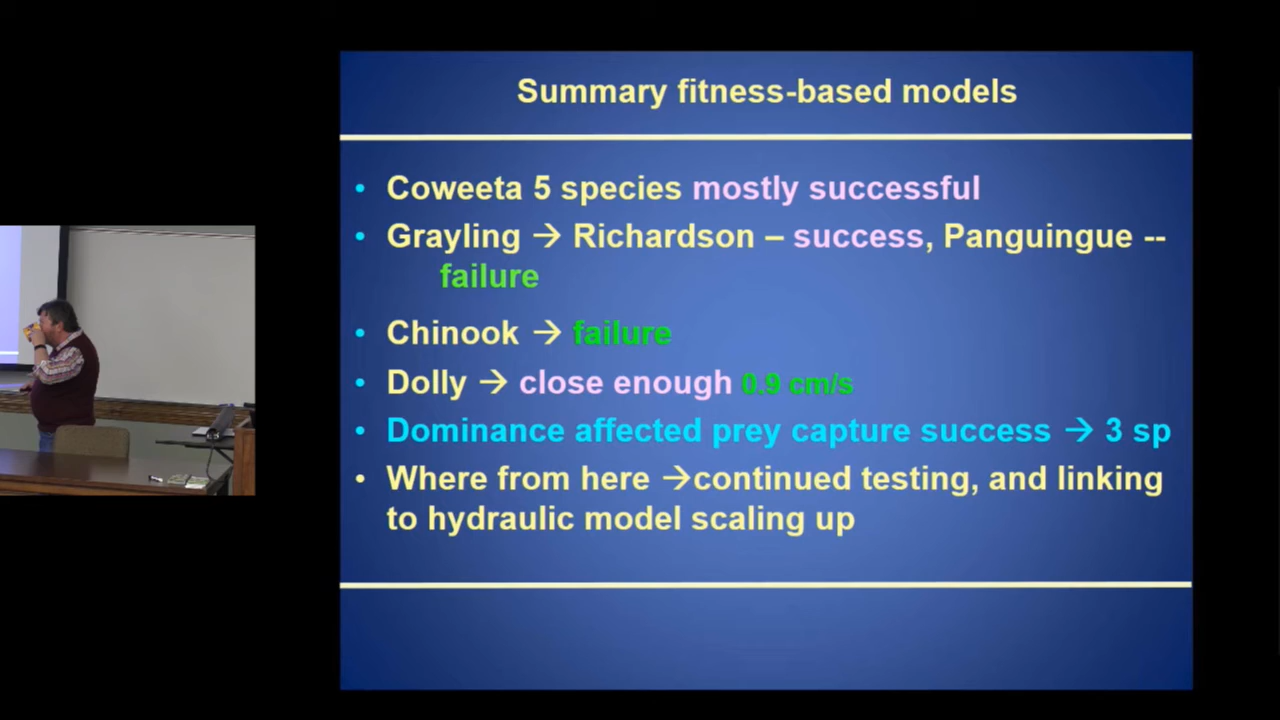 Summary fitness-based models
• Coweeta 5 species mostly successful
• Grayling → Richardson – success, Panguingue --
failure
• Chinook → failure
• Dolly → close enough 0.9 cm/s
• Dominance affected prey capture success → 3 sp
• Where from here →continued testing, and linking
to hydraulic model scaling up